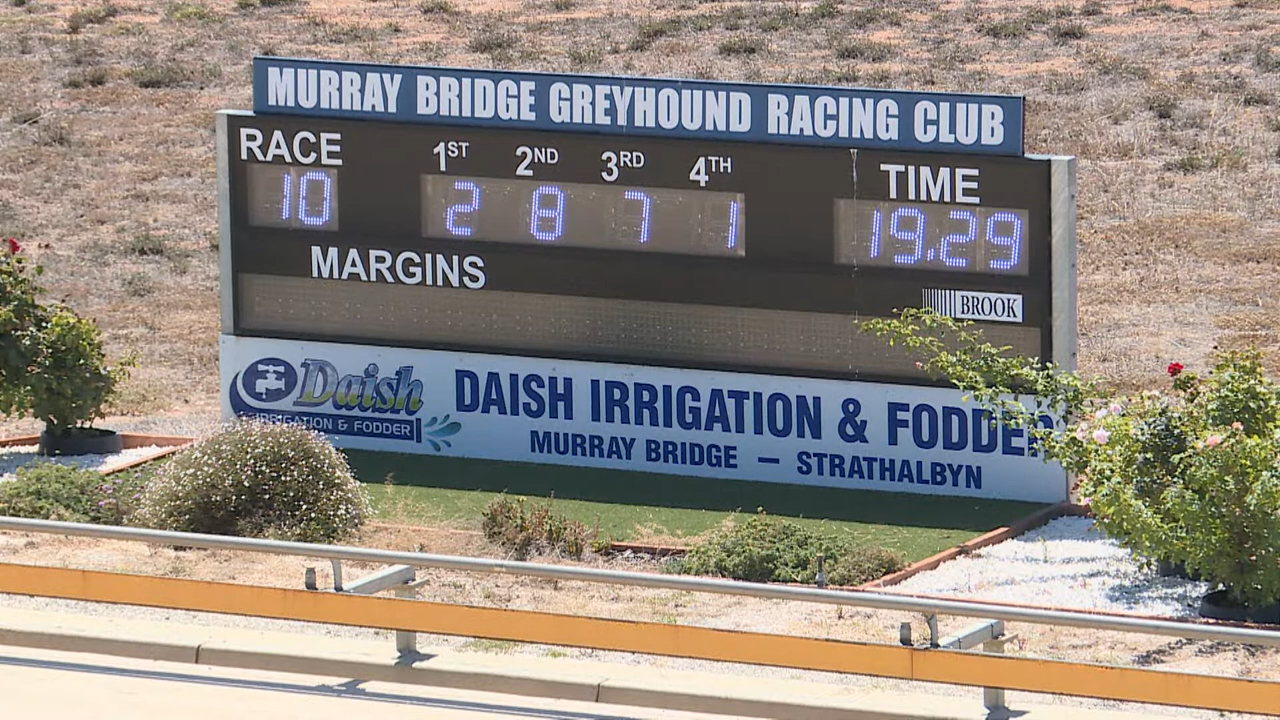 MURRAY BRIDGE GREYHOUND RACING CLUB
RACE 1ST 2ND 3RD 4TH TIME
10 2 8 7 1 19.29
MARGINS
BROOK
Daish
IRRIGATION & FODDER
DAISH IRRIGATION & FODDER
MURRAY BRIDGE — STRATHALBYN